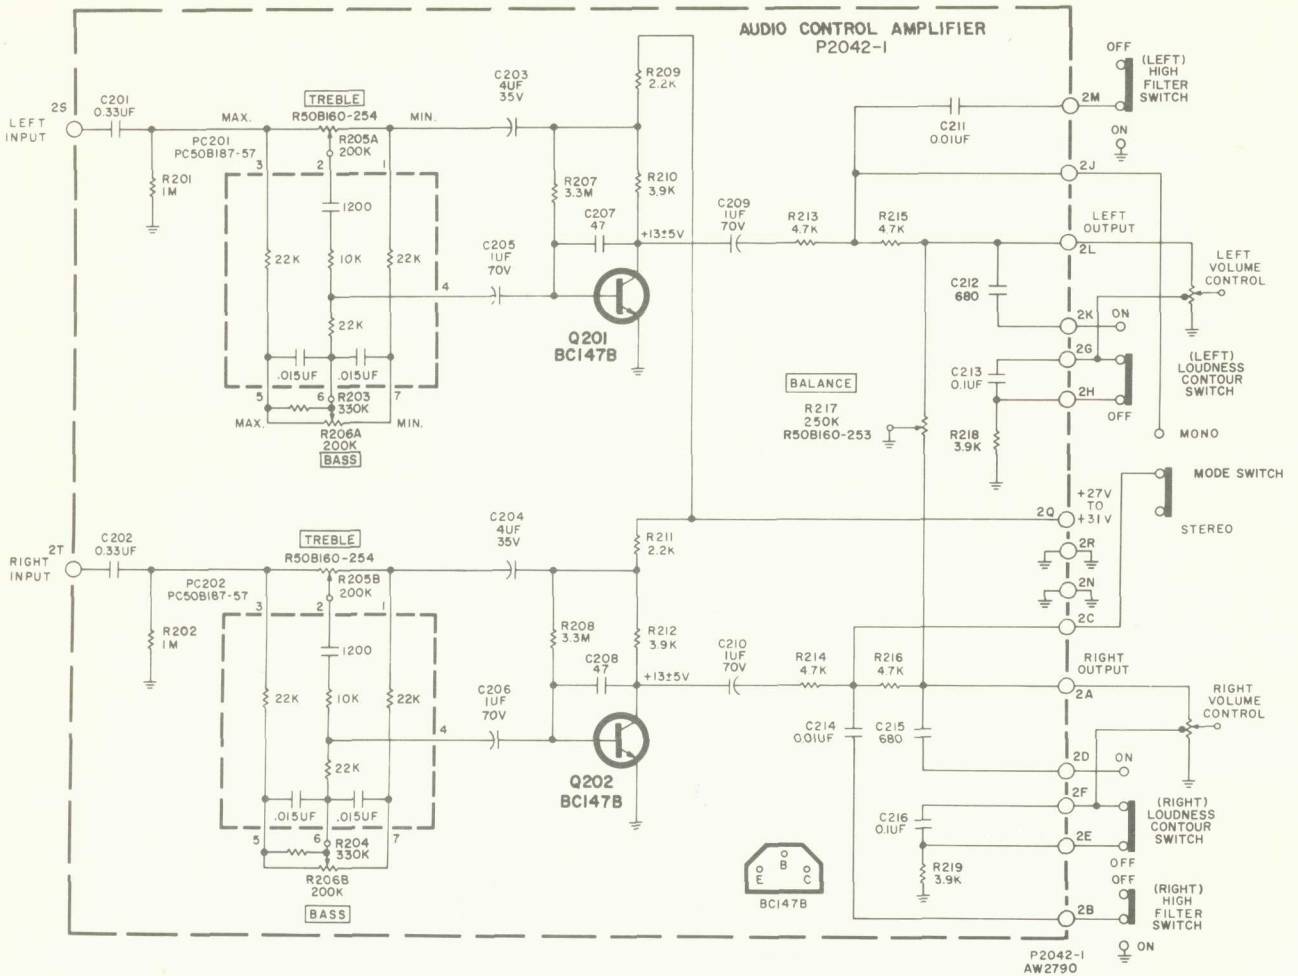 AUDIO CONTROL AMPLIFIER
P2042-1
2S
LEFT
INPUT
C201
0.33UF
R201
1M
MAX.
PC201
PC50B187-57
TREBLE
R50B160-254
R205A
200K
MIN.
3
2
1
1200
22K
10K
22K
22K
4
.015UF
.015UF
5
6
7
R203
330K
MAX.
R206A
200K
MIN.
BASS
C203
4UF
35V
C205
1UF
70V
R207
3.3M
C207
47
R209
2.2K
R210
3.9K
+13±5V
Q201
BC147B
C209
1UF
70V
R213
4.7K
R215
4.7K
C211
0.01UF
2M
OFF
(LEFT)
HIGH
FILTER
SWITCH
ON
2J
LEFT
OUTPUT
2L
LEFT
VOLUME
CONTROL
C212
680
2K
ON
2G
C213
0.1UF
2H
OFF
(LEFT)
LOUDNESS
CONTOUR
SWITCH
R218
3.9K
BALANCE
R217
250K
R50B160-253
MONO
MODE SWITCH
STEREO
2Q
+27V
TO
+31V
2R
2N
2C
2T
RIGHT
INPUT
C202
0.33UF
R202
1M
PC202
PC50B187-57
TREBLE
R50B160-254
R205B
200K
3
2
1
1200
22K
10K
22K
22K
4
.015UF
.015UF
5
6
7
R204
330K
R206B
200K
BASS
C204
4UF
35V
C206
1UF
70V
R208
3.3M
C208
47
R211
2.2K
R212
3.9K
+13±5V
Q202
BC147B
C210
1UF
70V
R214
4.7K
R216
4.7K
C214
0.01UF
C215
680
RIGHT
OUTPUT
2A
RIGHT
VOLUME
CONTROL
2D
ON
2F
C216
0.1UF
2E
OFF
(RIGHT)
LOUDNESS
CONTOUR
SWITCH
R219
3.9K
B
E
C
BC147B
2B
OFF
(RIGHT)
HIGH
FILTER
SWITCH
ON
P2042-1
AW2790